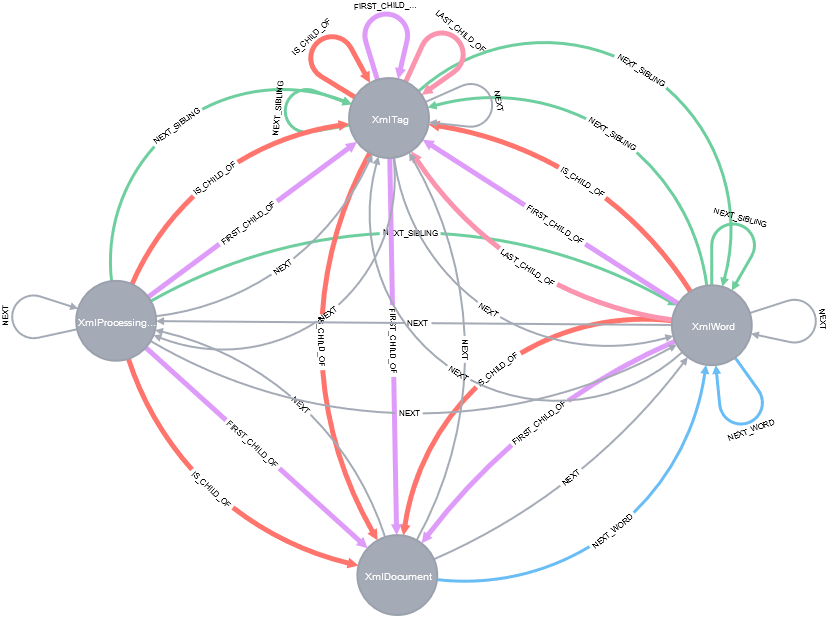 FIRST_CHILD_...
LAST_CHILD_OF
IS_CHILD_OF
NEXT_SIBLING
NEXT_SIBLING
NEXT
NEXT_SIBLING
XmlTag
NEXT_SIBLING
IS_CHILD_OF
IS_CHILD_OF
FIRST_CHILD_OF
FIRST_CHILD_OF
NEXT_SIBLING
NEXT_SIBLING
NEXT
LAST_CHILD_OF
NEXT
XmlProcessing...
NEXT
NEXT
FIRST_CHILD_OF
IS_CHILD_OF
NEXT
NEXT
XmlWord
NEXT
NEXT
NEXT
IS_CHILD_OF
NEXT
NEXT
FIRST_CHILD_OF
FIRST_CHILD_OF
NEXT_WORD
IS_CHILD_OF
NEXT
NEXT_WORD
XmlDocument